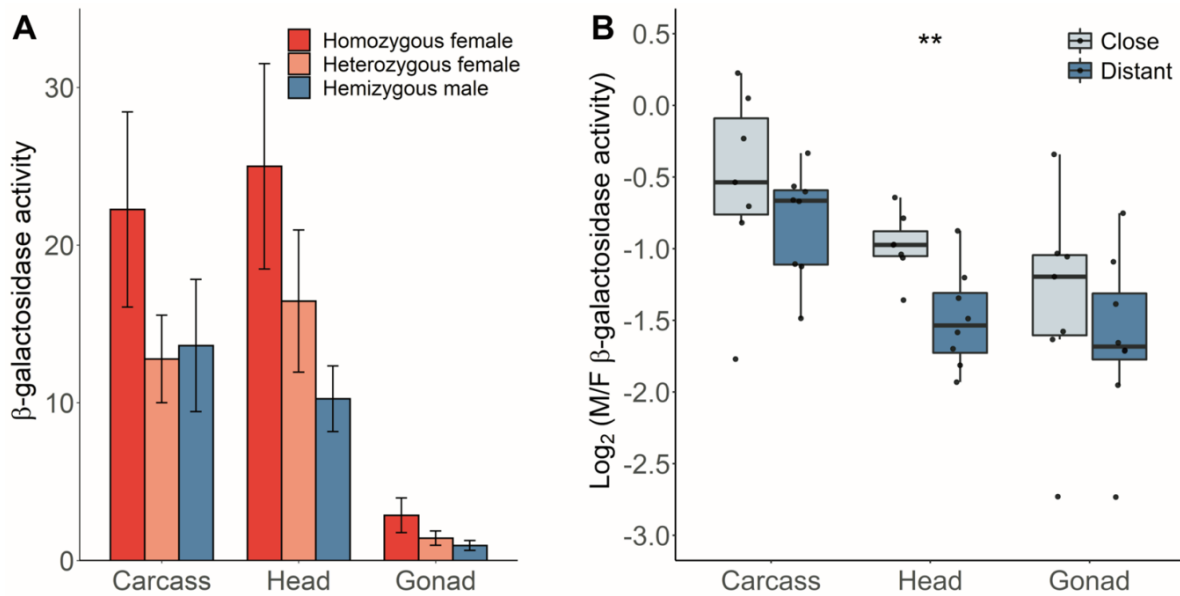 A
Homozygous female
Heterozygous female
Hemizygous male
β-galactosidase activity
30
20
10
0
Carcass
Head
Gonad
B
**
Close
Distant
Log₂ (M/F β-galactosidase activity)
0.5
0.0
-0.5
-1.0
-1.5
-2.0
-2.5
-3.0
Carcass
Head
Gonad